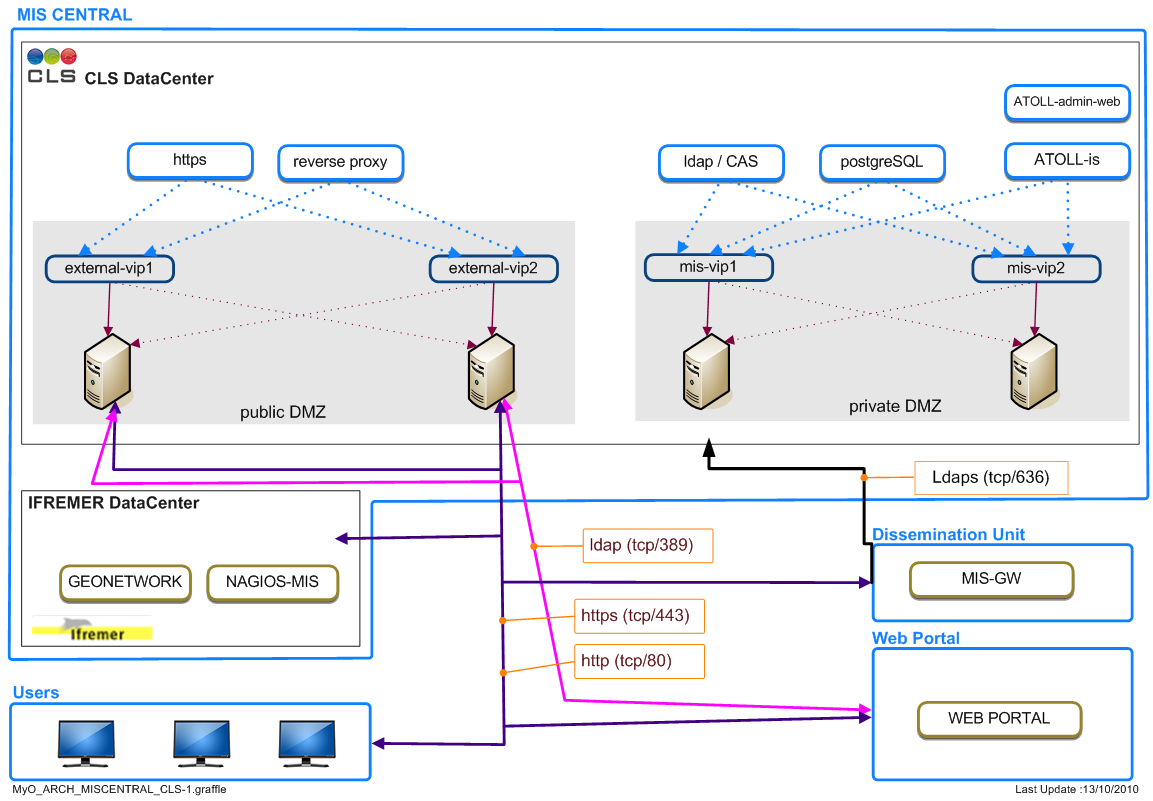 MIS CENTRAL
CLS
CLS DataCenter
ATOLL-admin-web
https
reverse proxy
ldap / CAS
postgreSQL
ATOLL-is
external-vip1
external-vip2
mis-vip1
mis-vip2
public DMZ
private DMZ
Ldaps (tcp/636)
IFREMER DataCenter
GEONETWORK
NAGIOS-MIS
Ifremer
ldap (tcp/389)
https (tcp/443)
http (tcp/80)
Dissemination Unit
MIS-GW
Web Portal
WEB PORTAL
Users
MyO_ARCH_MISCENTRAL_CLS-1.graffle
Last Update :13/10/2010